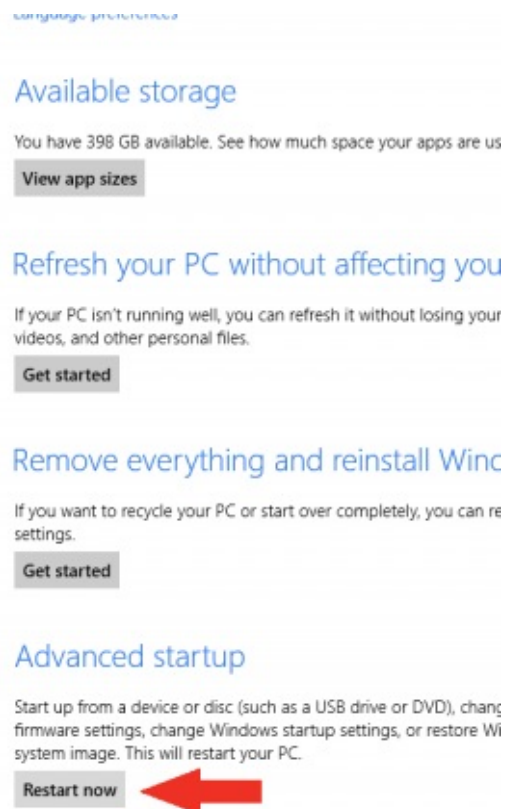 Language preferences
Available storage
You have 398 GB available. See how much space your apps are us
View app sizes
Refresh your PC without affecting you
If your PC isn't running well, you can refresh it without losing your
videos, and other personal files.
Get started
Remove everything and reinstall Wind
If you want to recycle your PC or start over completely, you can re
settings.
Get started
Advanced startup
Start up from a device or disc (such as a USB drive or DVD), chang
firmware settings, change Windows startup settings, or restore Wi
system image. This will restart your PC.
Restart now